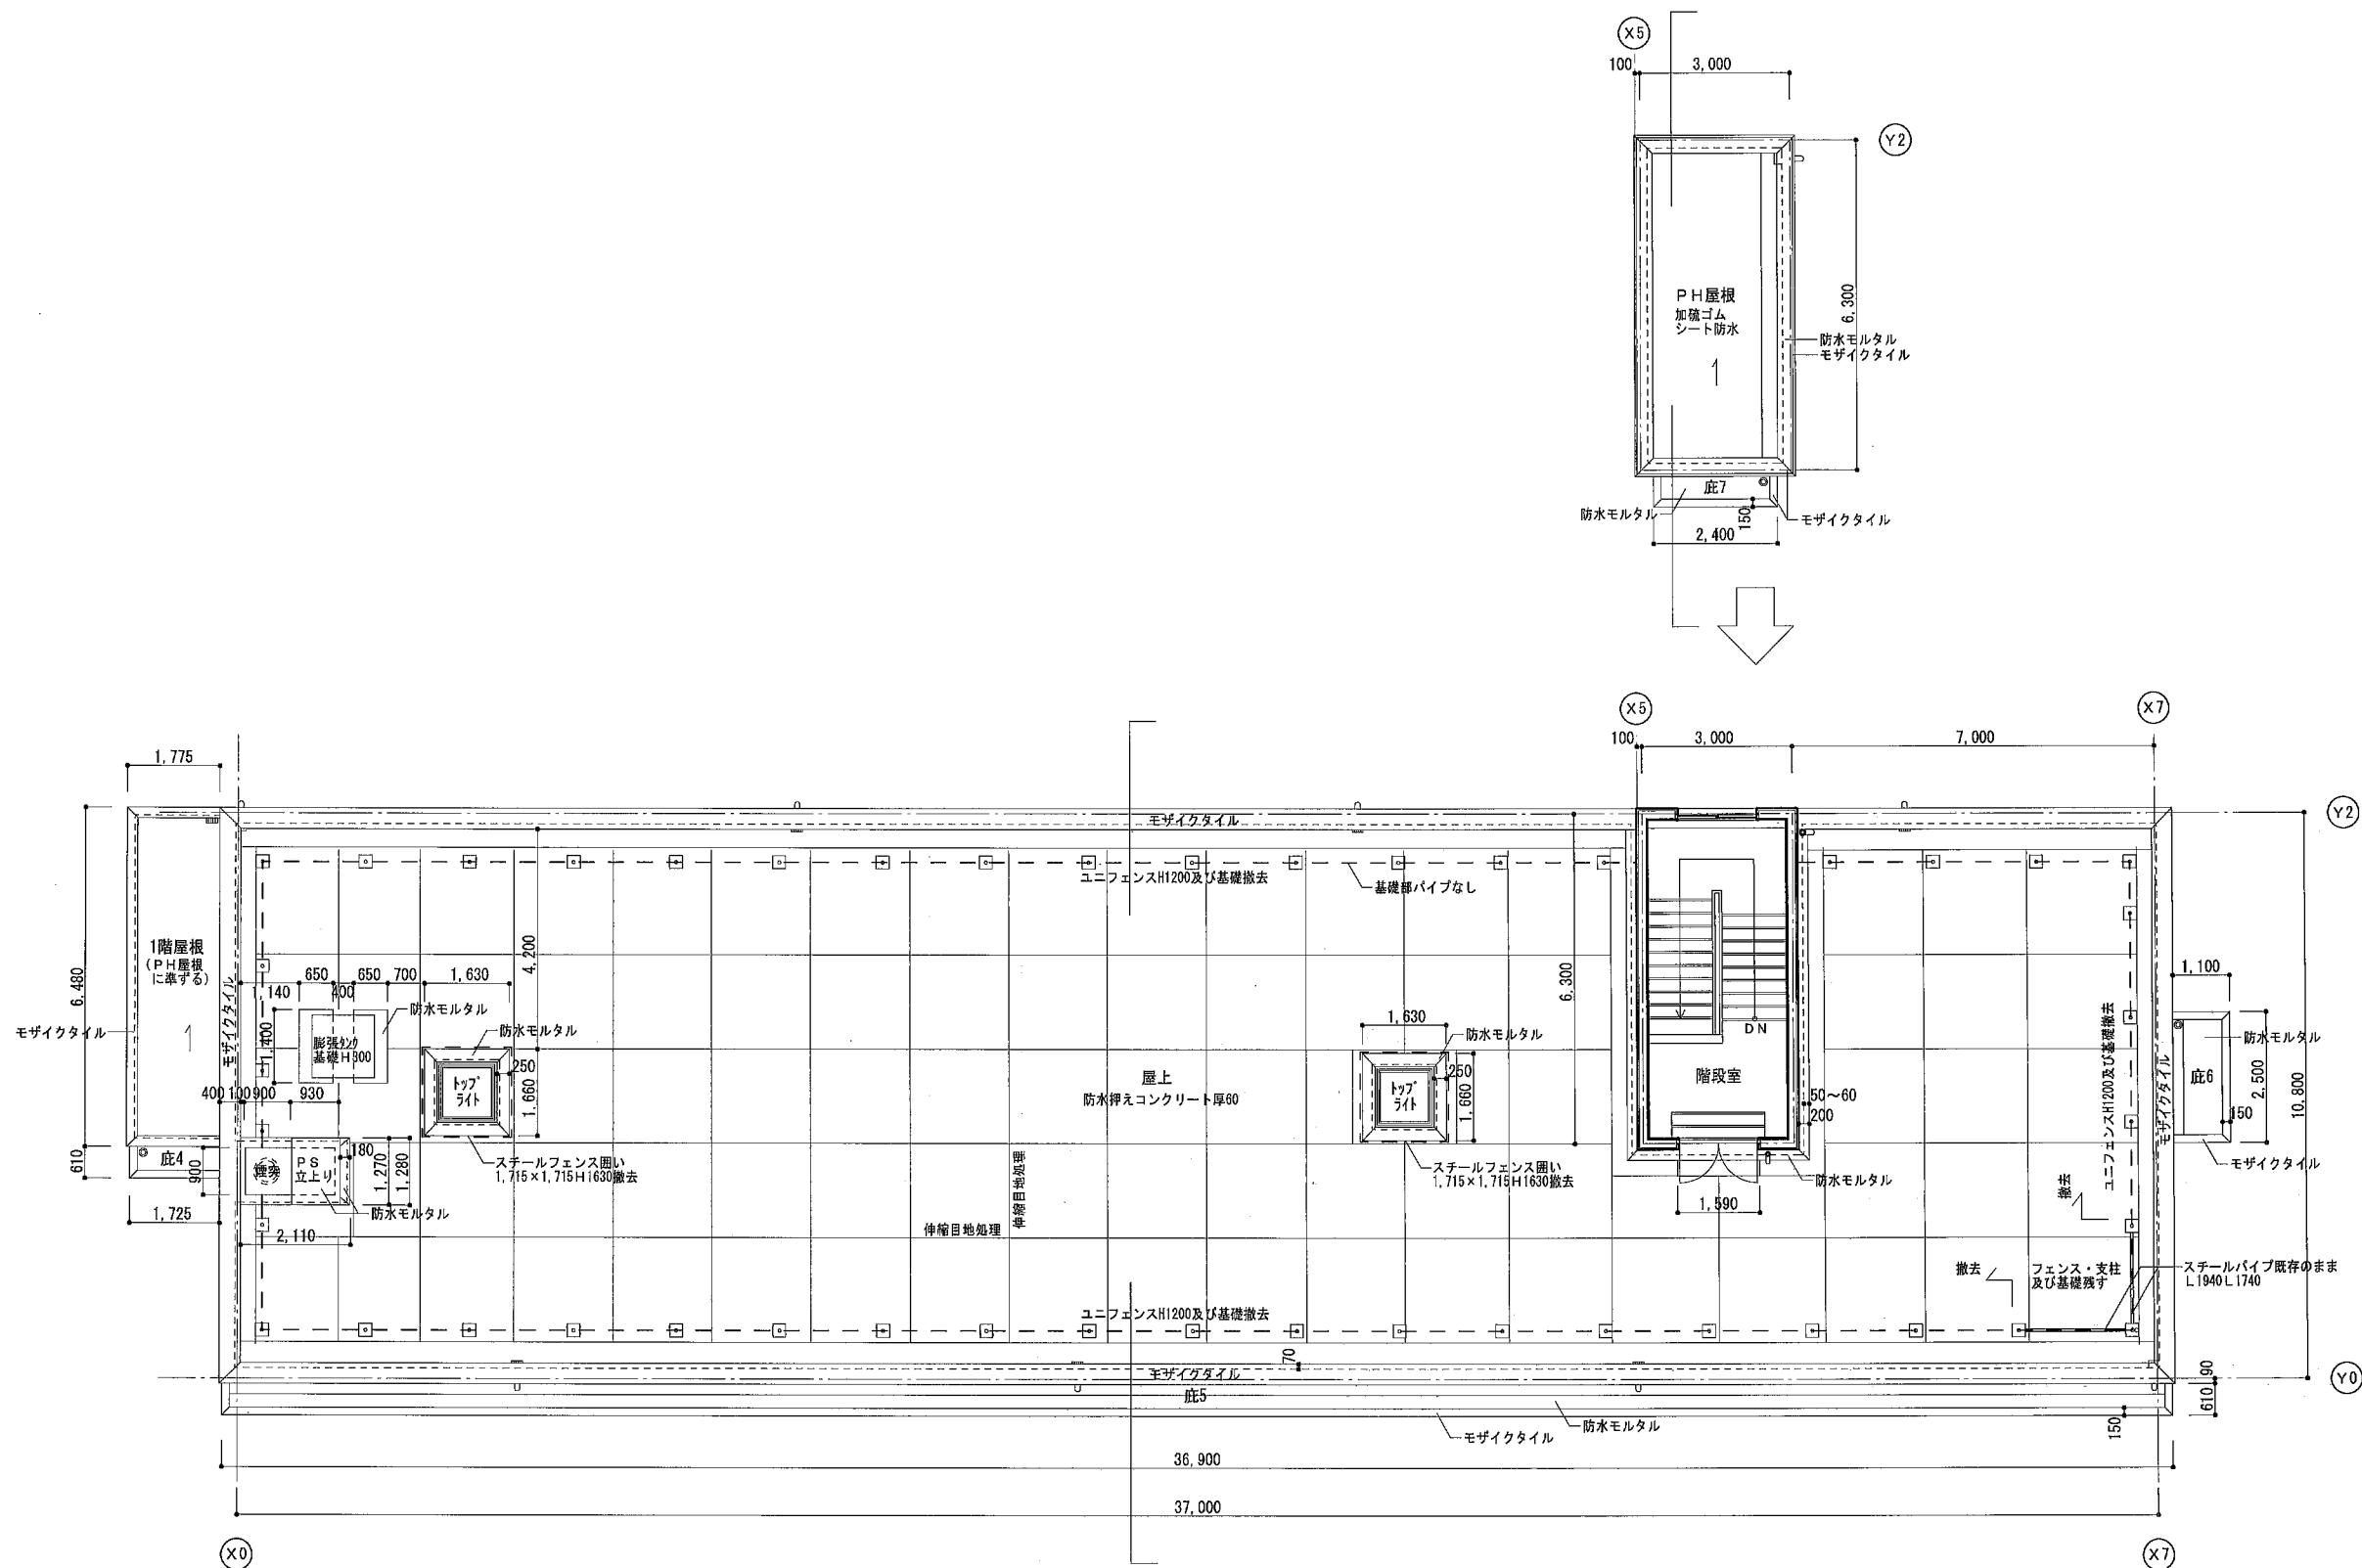 X5
100
3,000
Y2
PH屋根
加硫ゴム
シート防水
1
6,300
防水モルタル
モザイクタイル
庇7
防水モルタル
150
モザイクタイル
2,400
X5
X7
100
3,000
7,000
1,775
Y2
モザイクタイル
ユニフェンスH1200及び基礎撤去
基礎部パイプなし
1階屋根
(PH屋根
に準ずる)
1
6,480
モザイクタイル
モザイクタイル
4,200
650
650
700
1,630
1,140
400
防水モルタル
1,400
膨張タンク
基礎H300
防水モルタル
トップ
ライト
250
1,660
400
100
900
930
6,300
1,630
防水モルタル
トップ
ライト
250
1,660
屋上
防水押えコンクリート厚60
DN
階段室
50~60
200
1,100
防水モルタル
庇6
2,500
150
10,800
モザイクタイル
ユニフェンスH1200及び基礎撤去
モザイクタイル
610
庇4
900
煙突
PS
立上り
180
1,270
1,280
防水モルタル
1,725
2,110
スチールフェンス囲い
1,715×1,715H1630撤去
スチールフェンス囲い
1,715×1,715H1630撤去
伸縮目地処理
伸縮目地処理
防水モルタル
1,590
撤去
撤去
フェンス・支柱
及び基礎残す
スチールパイプ既存のまま
L1940L1740
ユニフェンスH1200及び基礎撤去
70
モザイクタイル
庇5
防水モルタル
モザイクタイル
90
610
150
Y0
36,900
37,000
X0
X7